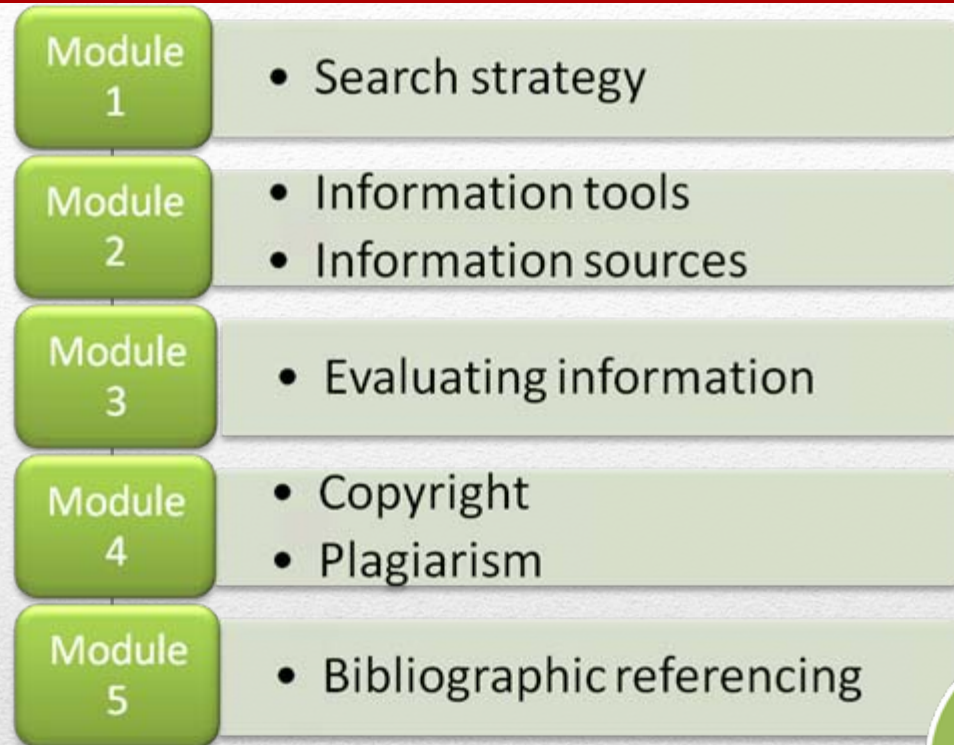 Module
1
• Search strategy
Module
2
• Information tools
• Information sources
Module
3
• Evaluating information
Module
4
• Copyright
• Plagiarism
Module
5
• Bibliographic referencing